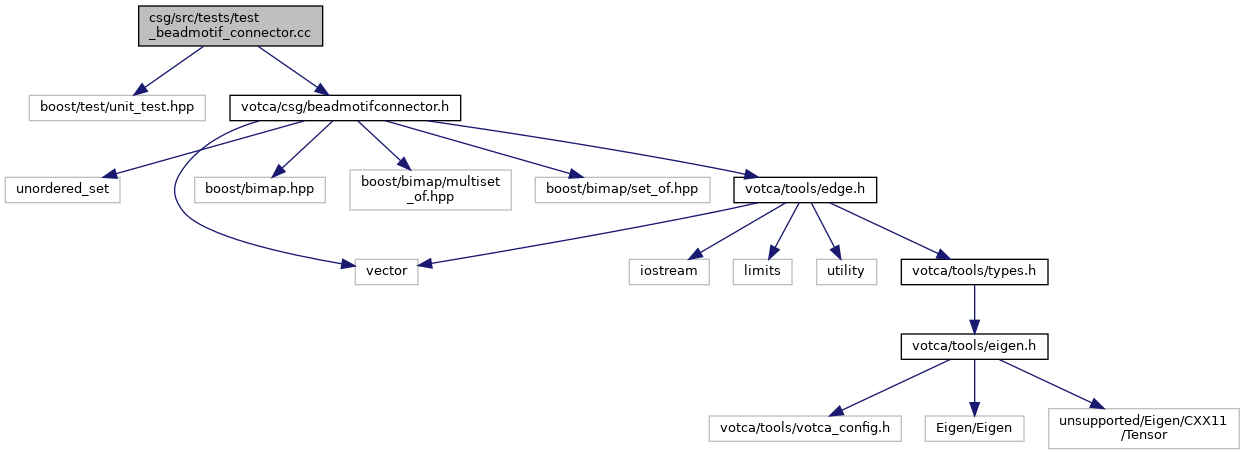 csg/src/tests/test
_beadmotif_connector.cc
boost/test/unit_test.hpp
votca/csg/beadmotifconnector.h
unordered_set
boost/bimap.hpp
boost/bimap/multiset
_of.hpp
boost/bimap/set_of.hpp
votca/tools/edge.h
vector
iostream
limits
utility
votca/tools/types.h
votca/tools/eigen.h
votca/tools/votca_config.h
Eigen/Eigen
unsupported/Eigen/CXX11
/Tensor